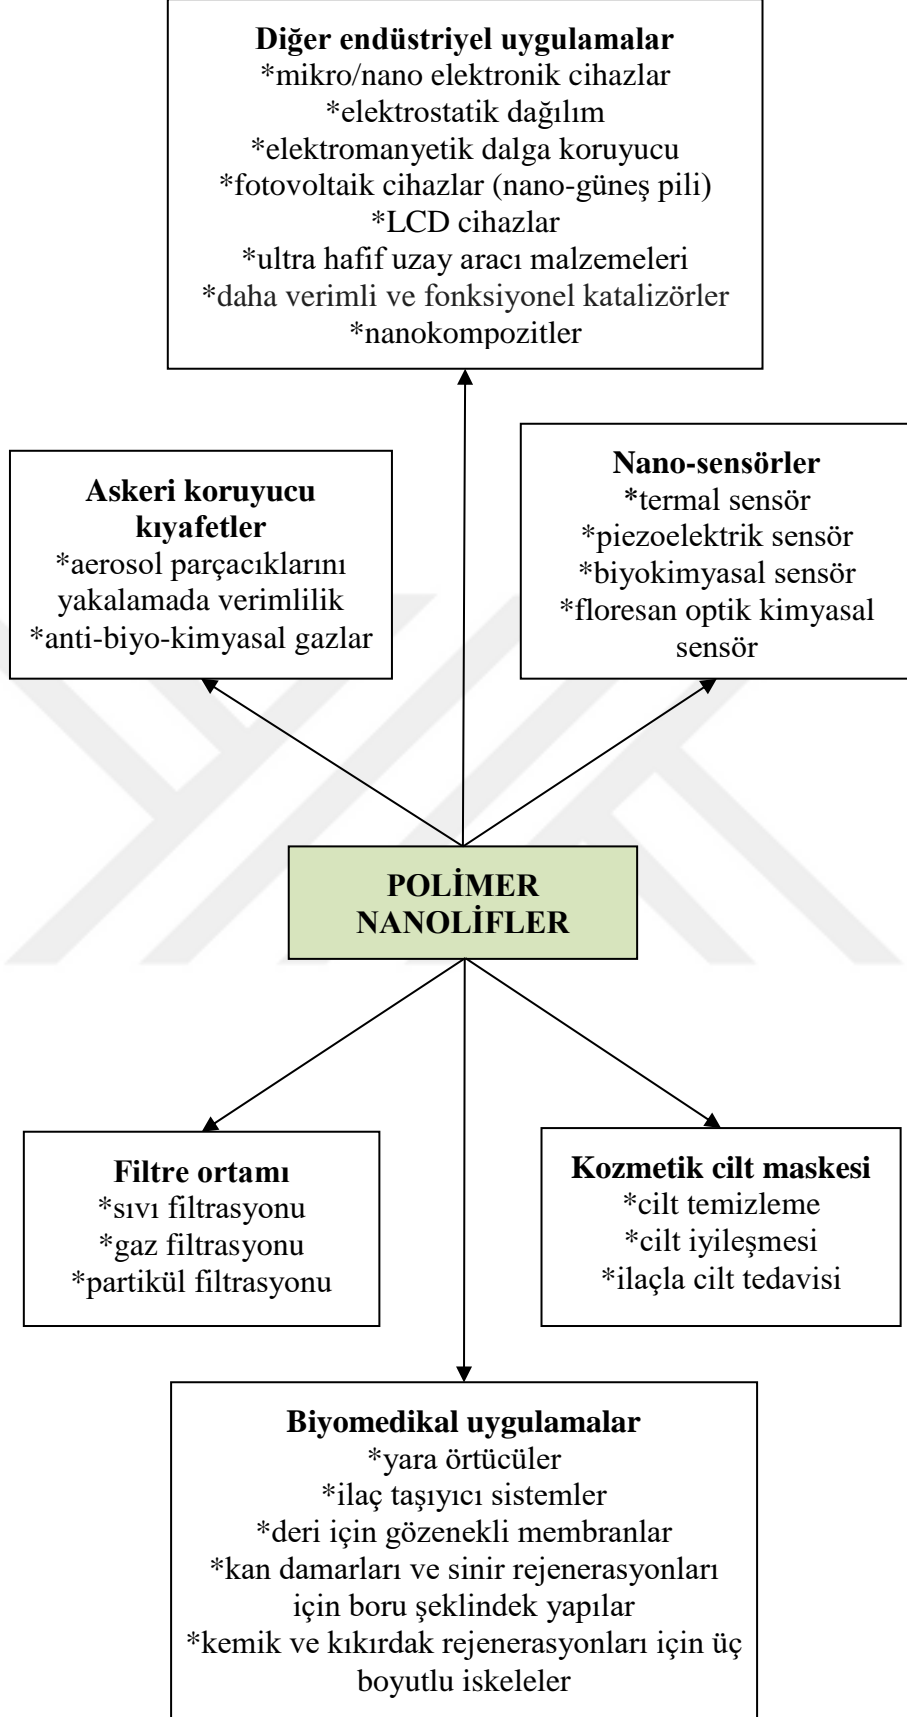 Diğer endüstriyel uygulamalar
*mikro/nano elektronik cihazlar
*elektrostatik dağılım
*elektromanyetik dalga koruyucu
*fotovoltaik cihazlar (nano-güneş pili)
*LCD cihazlar
*ultra hafif uzay aracı malzemeleri
*daha verimli ve fonksiyonel katalizörler
*nanokompozitler
Askeri koruyucu
kıyafetler
*aerosol parçacıklarını
yakalamada verimlilik
*anti-biyo-kimyasal gazlar
Nano-sensörler
*termal sensör
*piezoelektrik sensör
*biyokimyasal sensör
*floresan optik kimyasal
sensör
POLİMER
NANOLİFLER
Filtre ortamı
*sıvı filtrasyonu
*gaz filtrasyonu
*partikül filtrasyonu
Kozmetik cilt maskesi
*cilt temizleme
*cilt iyileşmesi
*ilaçla cilt tedavisi
Biyomedikal uygulamalar
*yara örtücüler
*ilaç taşıyıcı sistemler
*deri için gözenekli membranlar
*kan damarları ve sinir rejenerasyonları
için boru şeklindek yapılar
*kemik ve kıkırdak rejenerasyonları için üç
boyutlu iskeleler